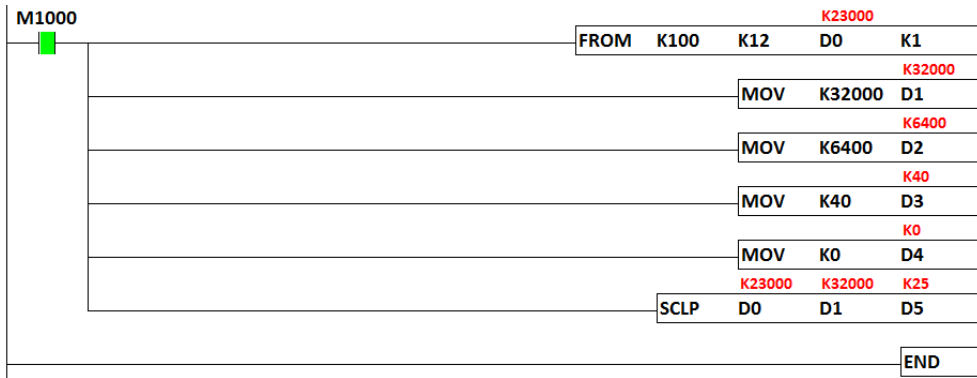 M1000
K23000
FROM K100 K12 D0 K1
K32000
MOV K32000 D1
K6400
MOV K6400 D2
K40
MOV K40 D3
K0
MOV K0 D4
K23000 K32000 K25
SCLP D0 D1 D5
END